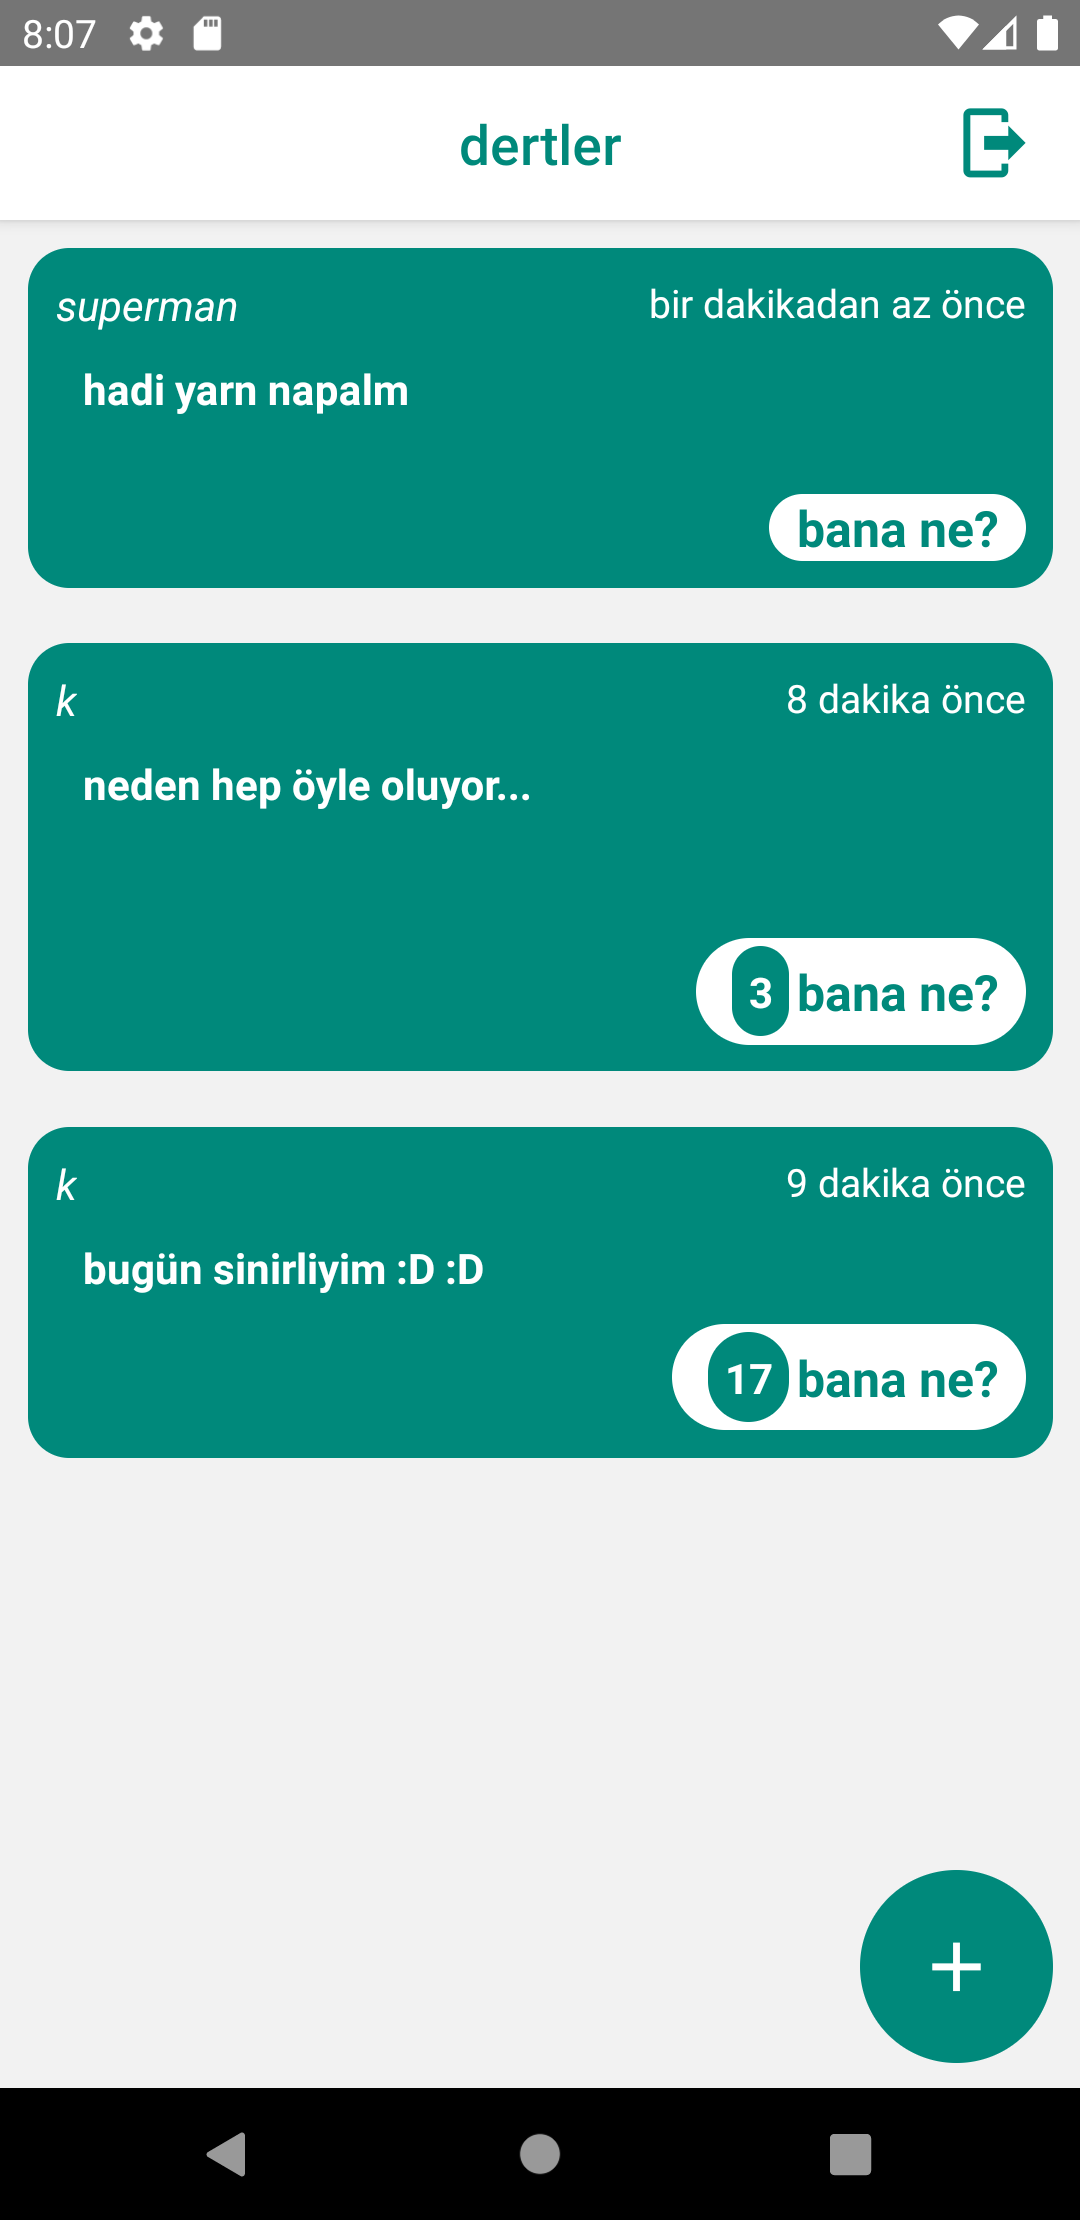 8:07
dertler
superman
bir dakikadan az önce
hadi yarn napalm
bana ne?
k
8 dakika önce
neden hep öyle oluyor...
3 bana ne?
k
9 dakika önce
bugün sinirliyim :D :D
17 bana ne?
+